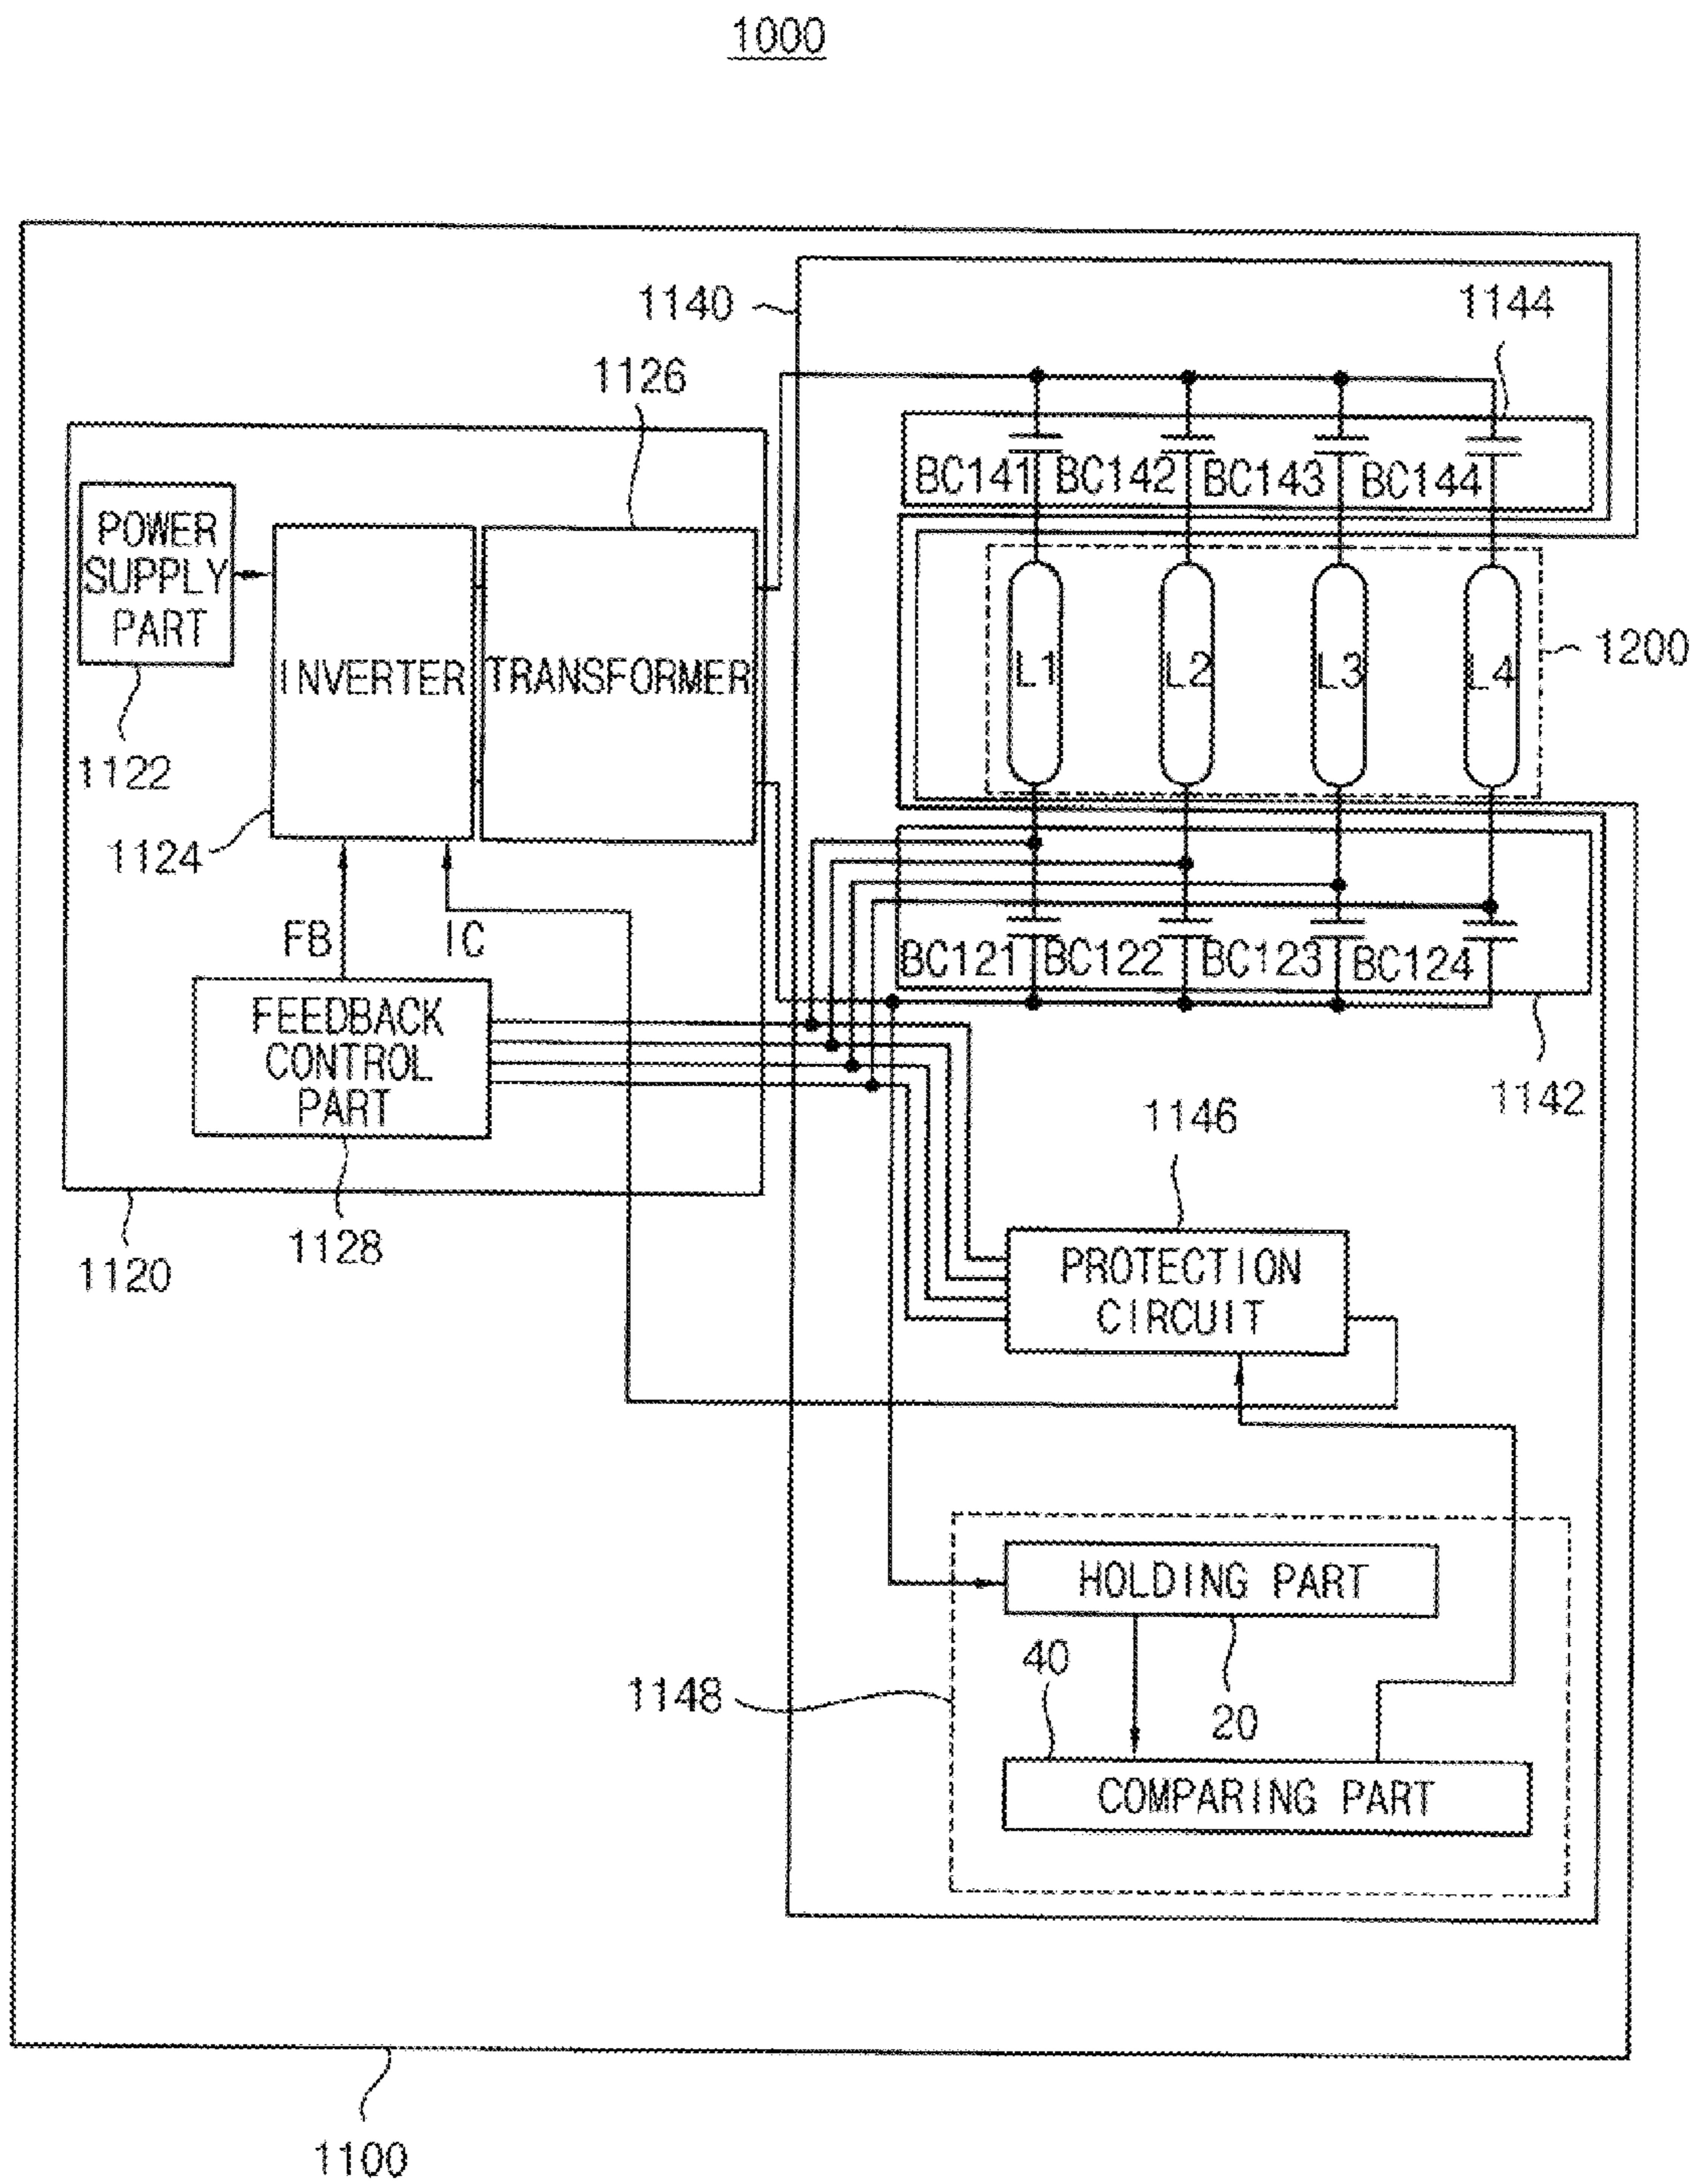 1000
1140
1144
1126
BC141
BC142
BC143
BC144
POWER
SUPPLY
PART
INVERTER
TRANSFORMER
L1
L2
L3
L4
1200
1122
1124
FB
IC
BC121
BC122
BC123
BC124
FEEDBACK
CONTROL
PART
1142
1146
1128
1120
PROTECTION
CIRCUIT
HOLDING PART
40
1148
20
COMPARING PART
1100